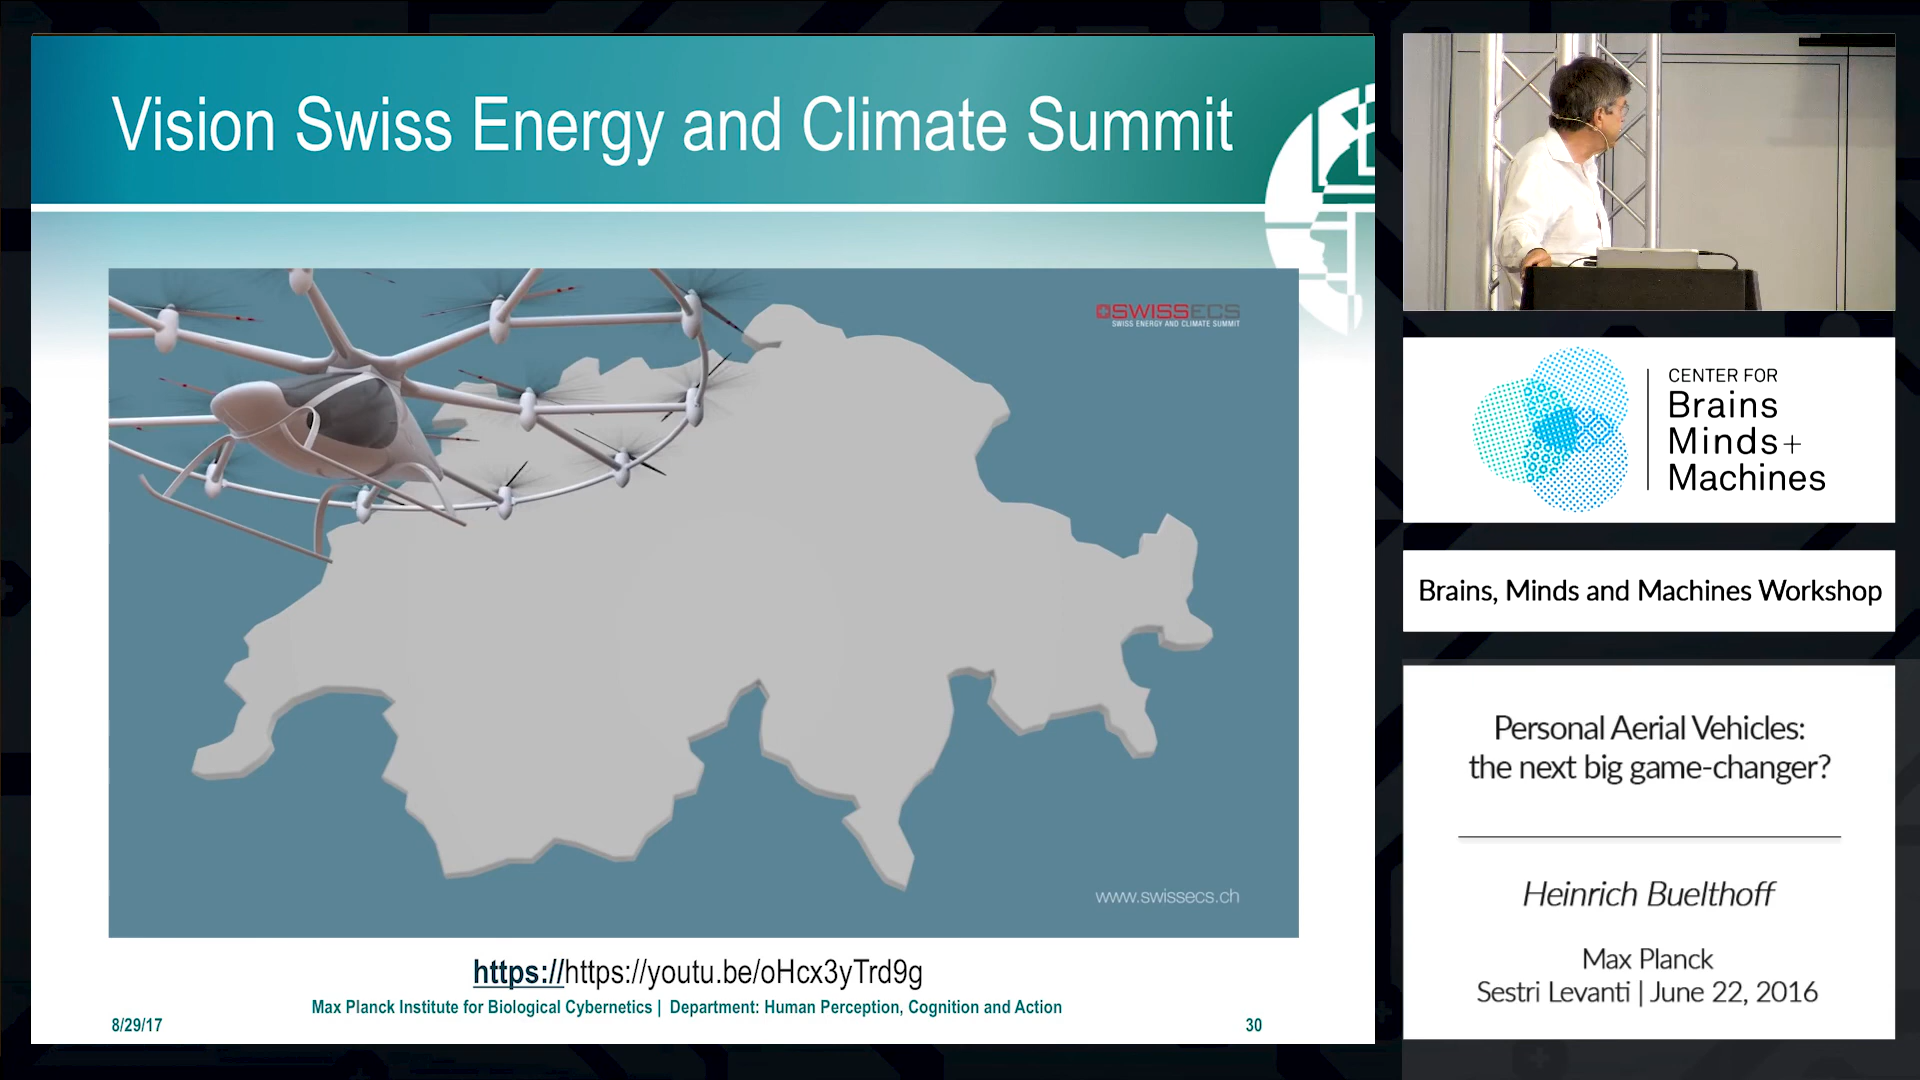 Vision Swiss Energy and Climate Summit
SWISSECS
SWISS ENERGY AND CLIMATE SUMMIT
www.swissecs.ch
https://https://youtu.be/oHcx3yTrd9g
Max Planck Institute for Biological Cybernetics | Department: Human Perception, Cognition and Action
8/29/17
30
CENTER FOR
Brains
Minds+
Machines
Brains, Minds and Machines Workshop
Personal Aerial Vehicles:
the next big game-changer?
Heinrich Buelthoff
Max Planck
Sestri Levanti | June 22, 2016